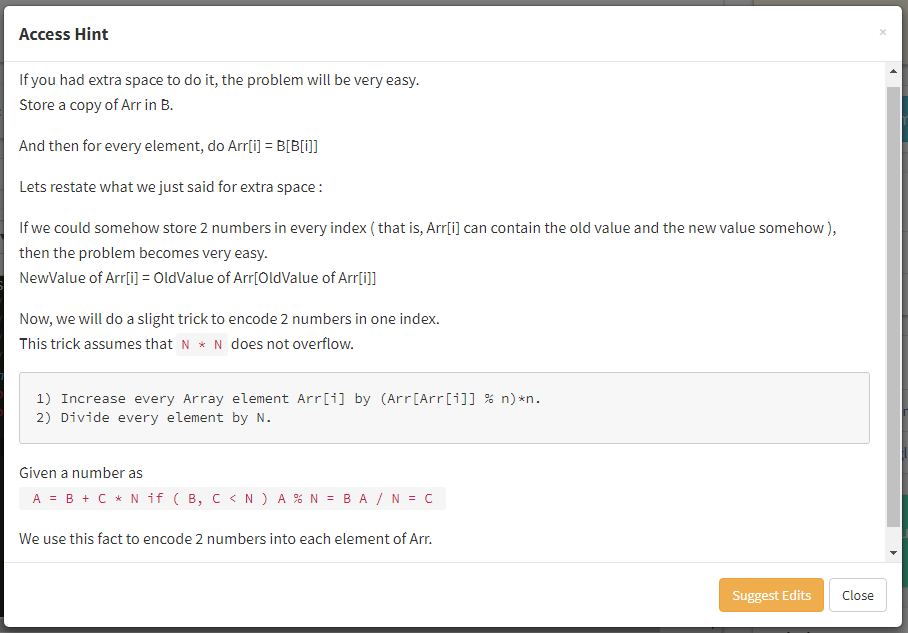 Access Hint
×
If you had extra space to do it, the problem will be very easy.
Store a copy of Arr in B.
And then for every element, do Arr[i] = B[B[i]]
Lets restate what we just said for extra space :
If we could somehow store 2 numbers in every index ( that is, Arr[i] can contain the old value and the new value somehow ),
then the problem becomes very easy.
NewValue of Arr[i] = OldValue of Arr[OldValue of Arr[i]]
Now, we will do a slight trick to encode 2 numbers in one index.
This trick assumes that N * N does not overflow.
1) Increase every Array element Arr[i] by (Arr[Arr[i]] % n)*n.
2) Divide every element by N.
Given a number as
A = B + C * N if ( B, C < N ) A % N = B A / N = C
We use this fact to encode 2 numbers into each element of Arr.
Suggest Edits
Close